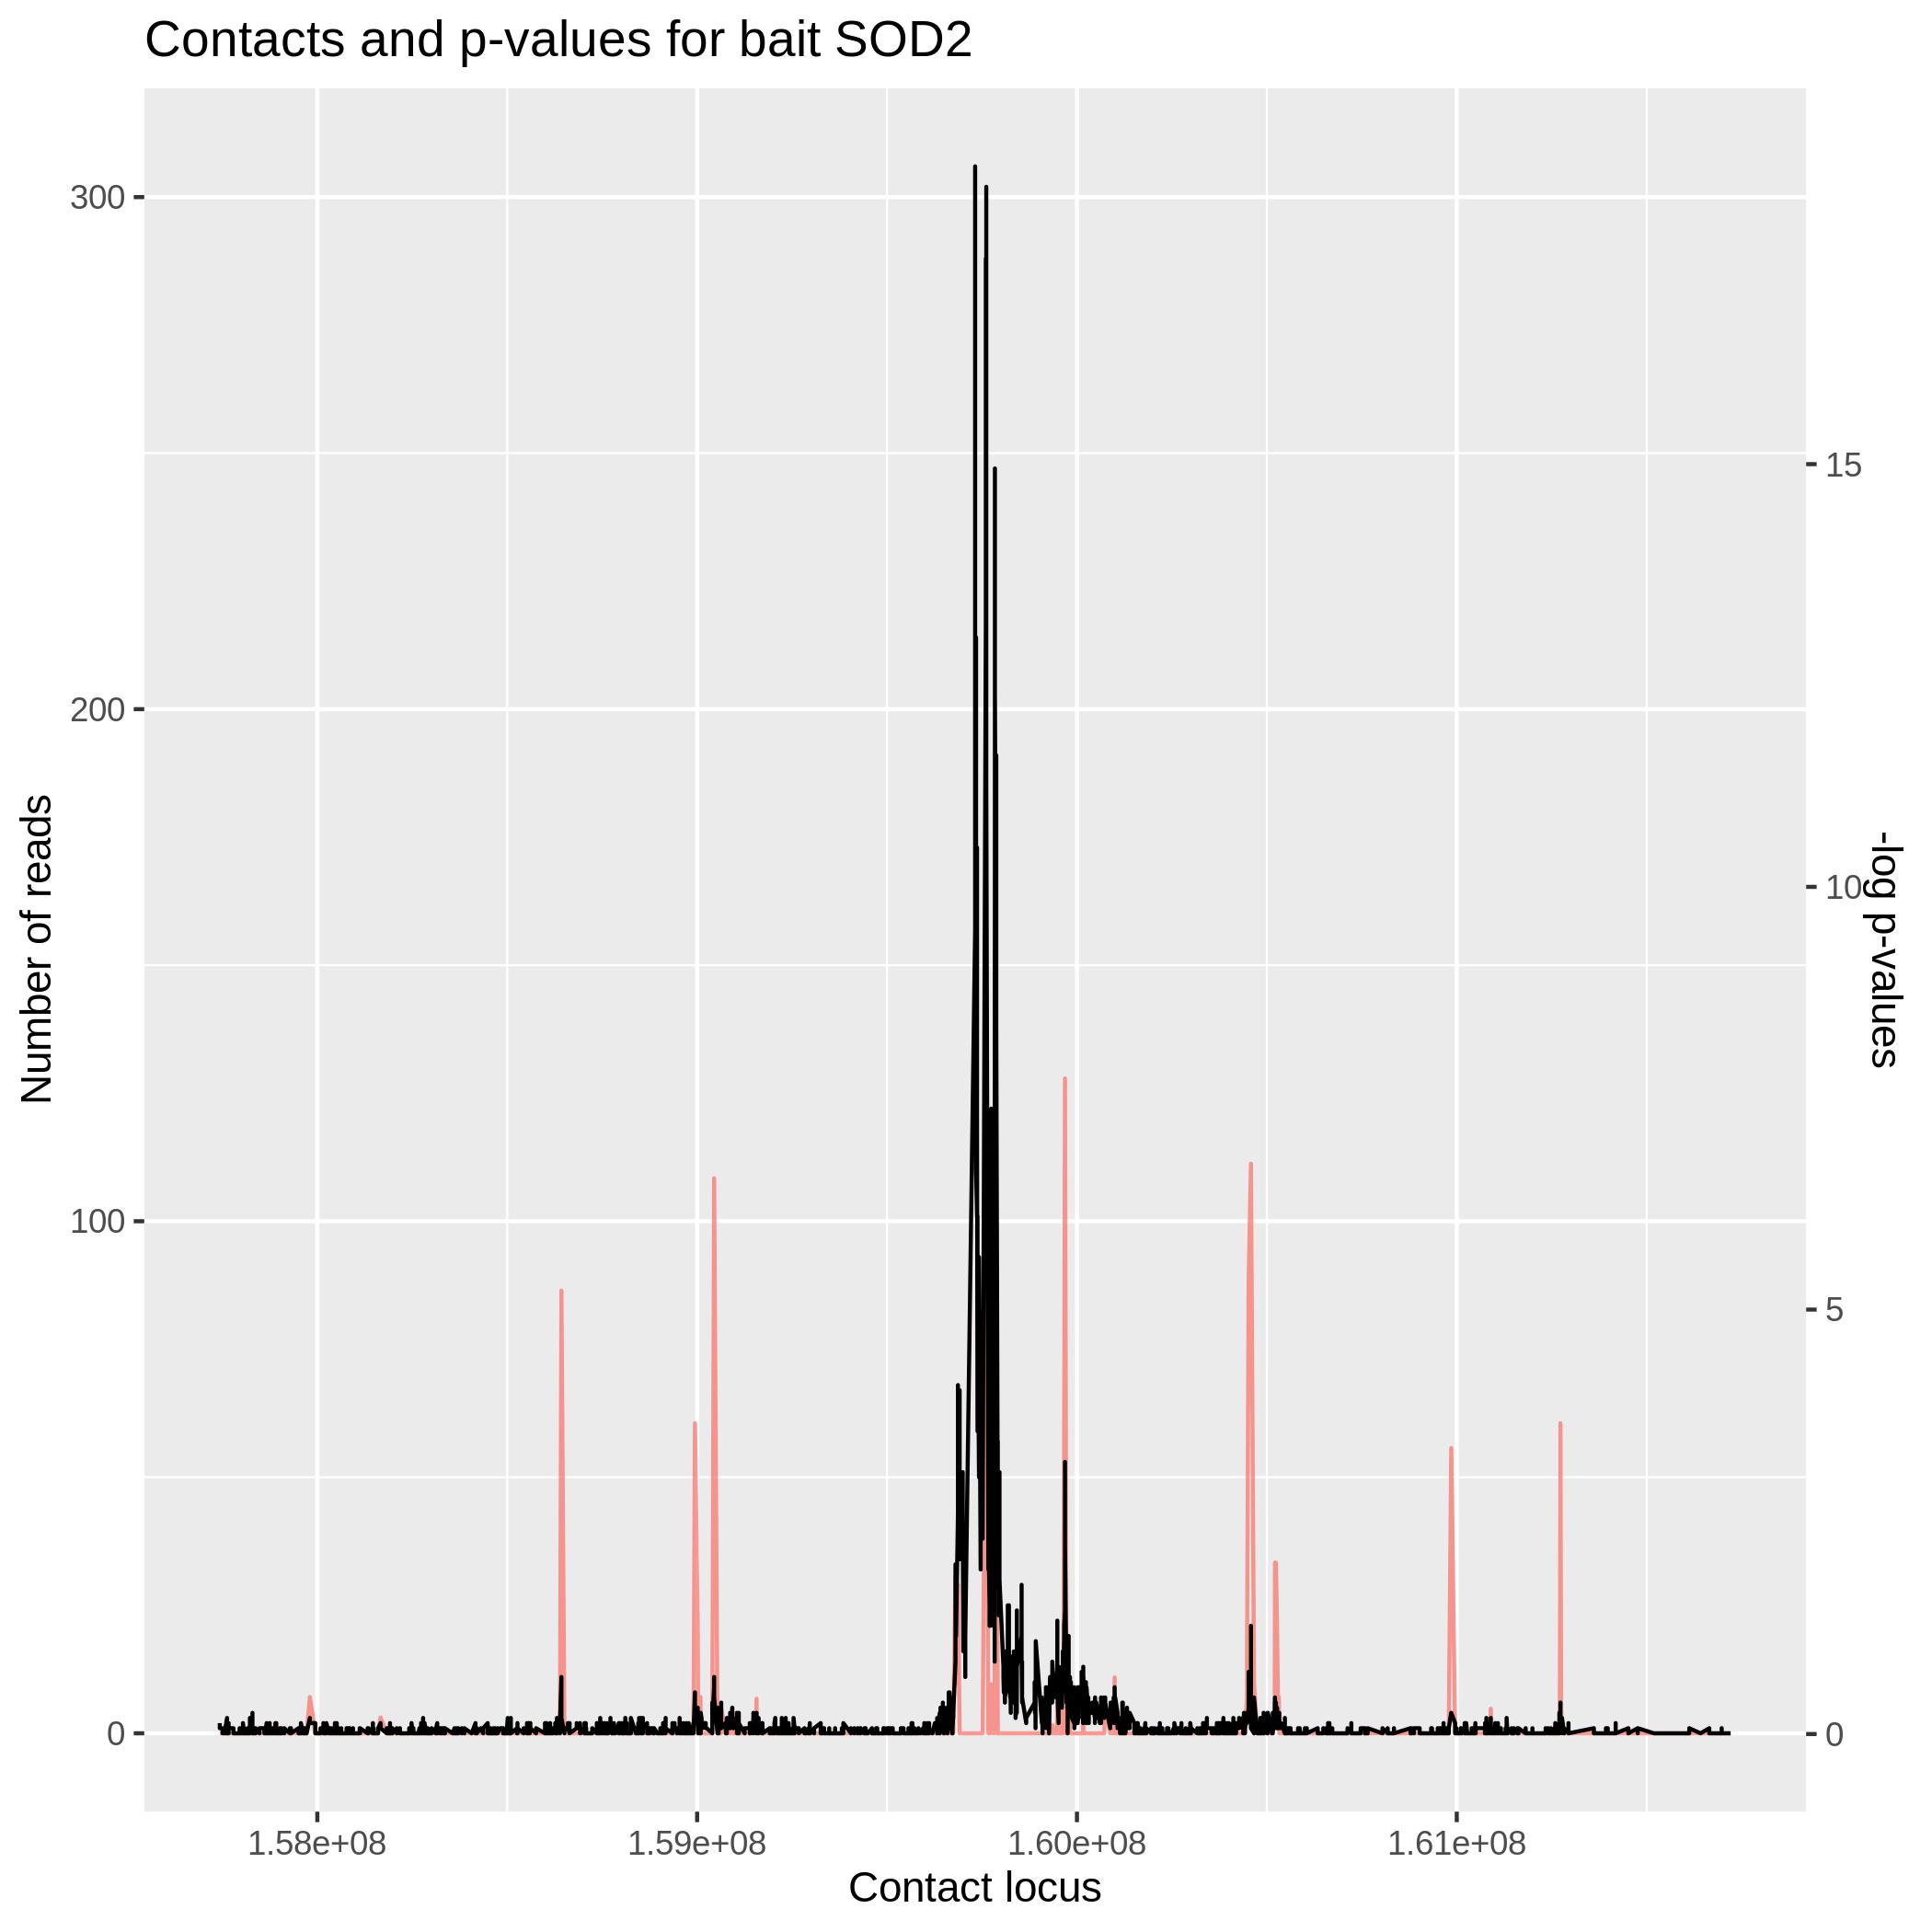 Contacts and p-values for bait SOD2
300
200
100
0
Number of reads
15
10
5
0
-log p-values
1.58e+08
1.59e+08
1.60e+08
1.61e+08
Contact locus